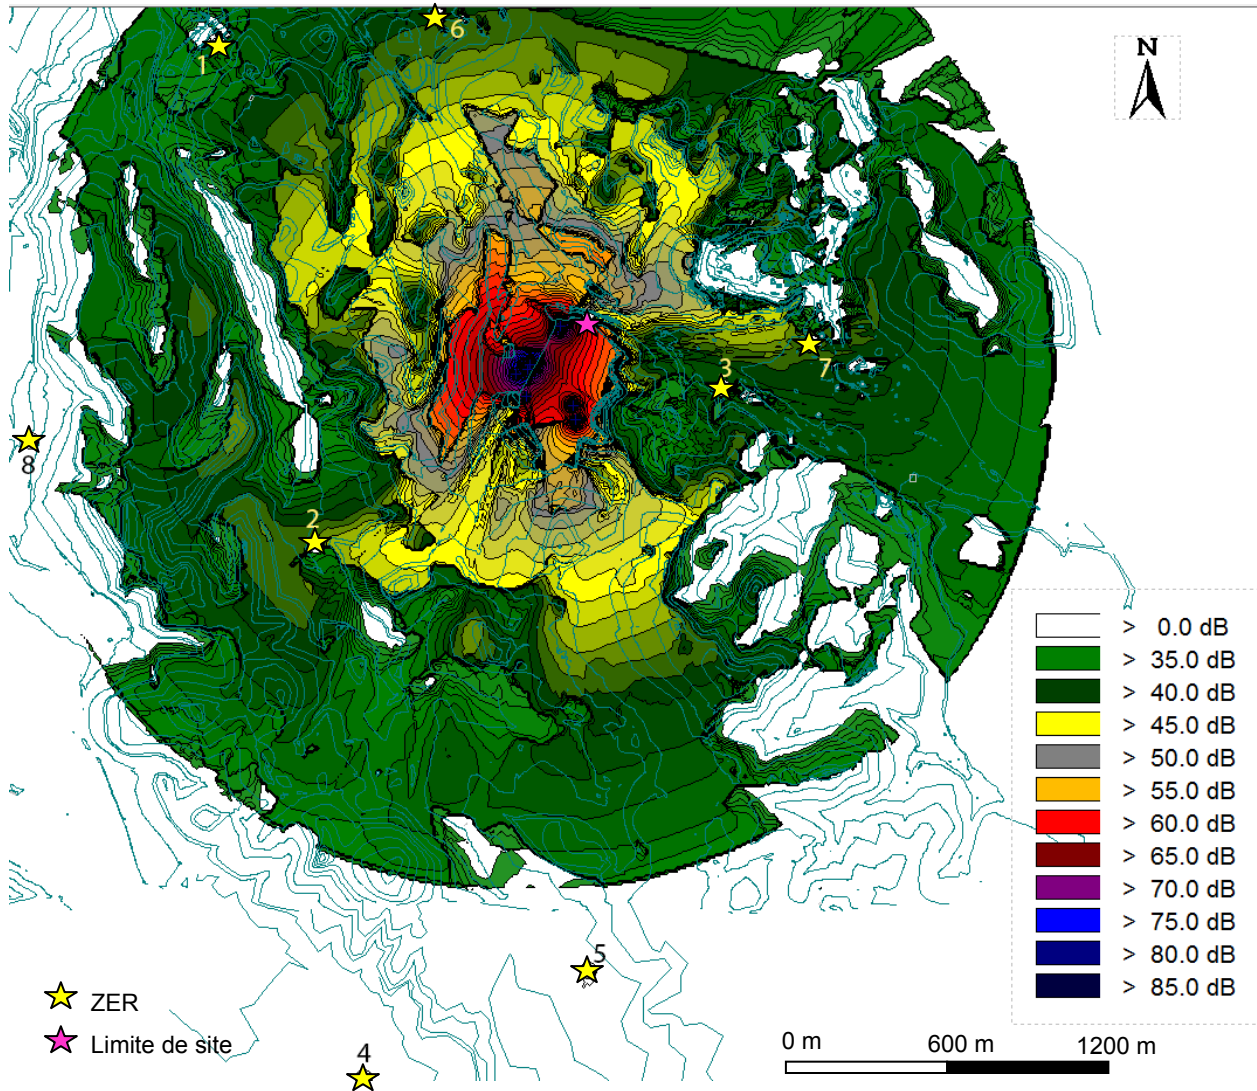 6
1
N
3
7
8
2
> 0.0 dB
> 35.0 dB
> 40.0 dB
> 45.0 dB
> 50.0 dB
> 55.0 dB
> 60.0 dB
> 65.0 dB
> 70.0 dB
> 75.0 dB
> 80.0 dB
> 85.0 dB
5
ZER
Limite de site
4
0 m 600 m 1200 m